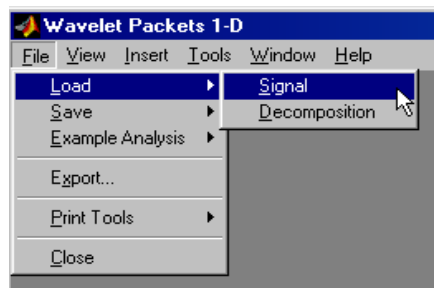 Wavelet Packets 1-D
File View Insert Tools Window Help
Load
Signal
Save
Decomposition
Example Analysis
Export...
Print Tools
Close